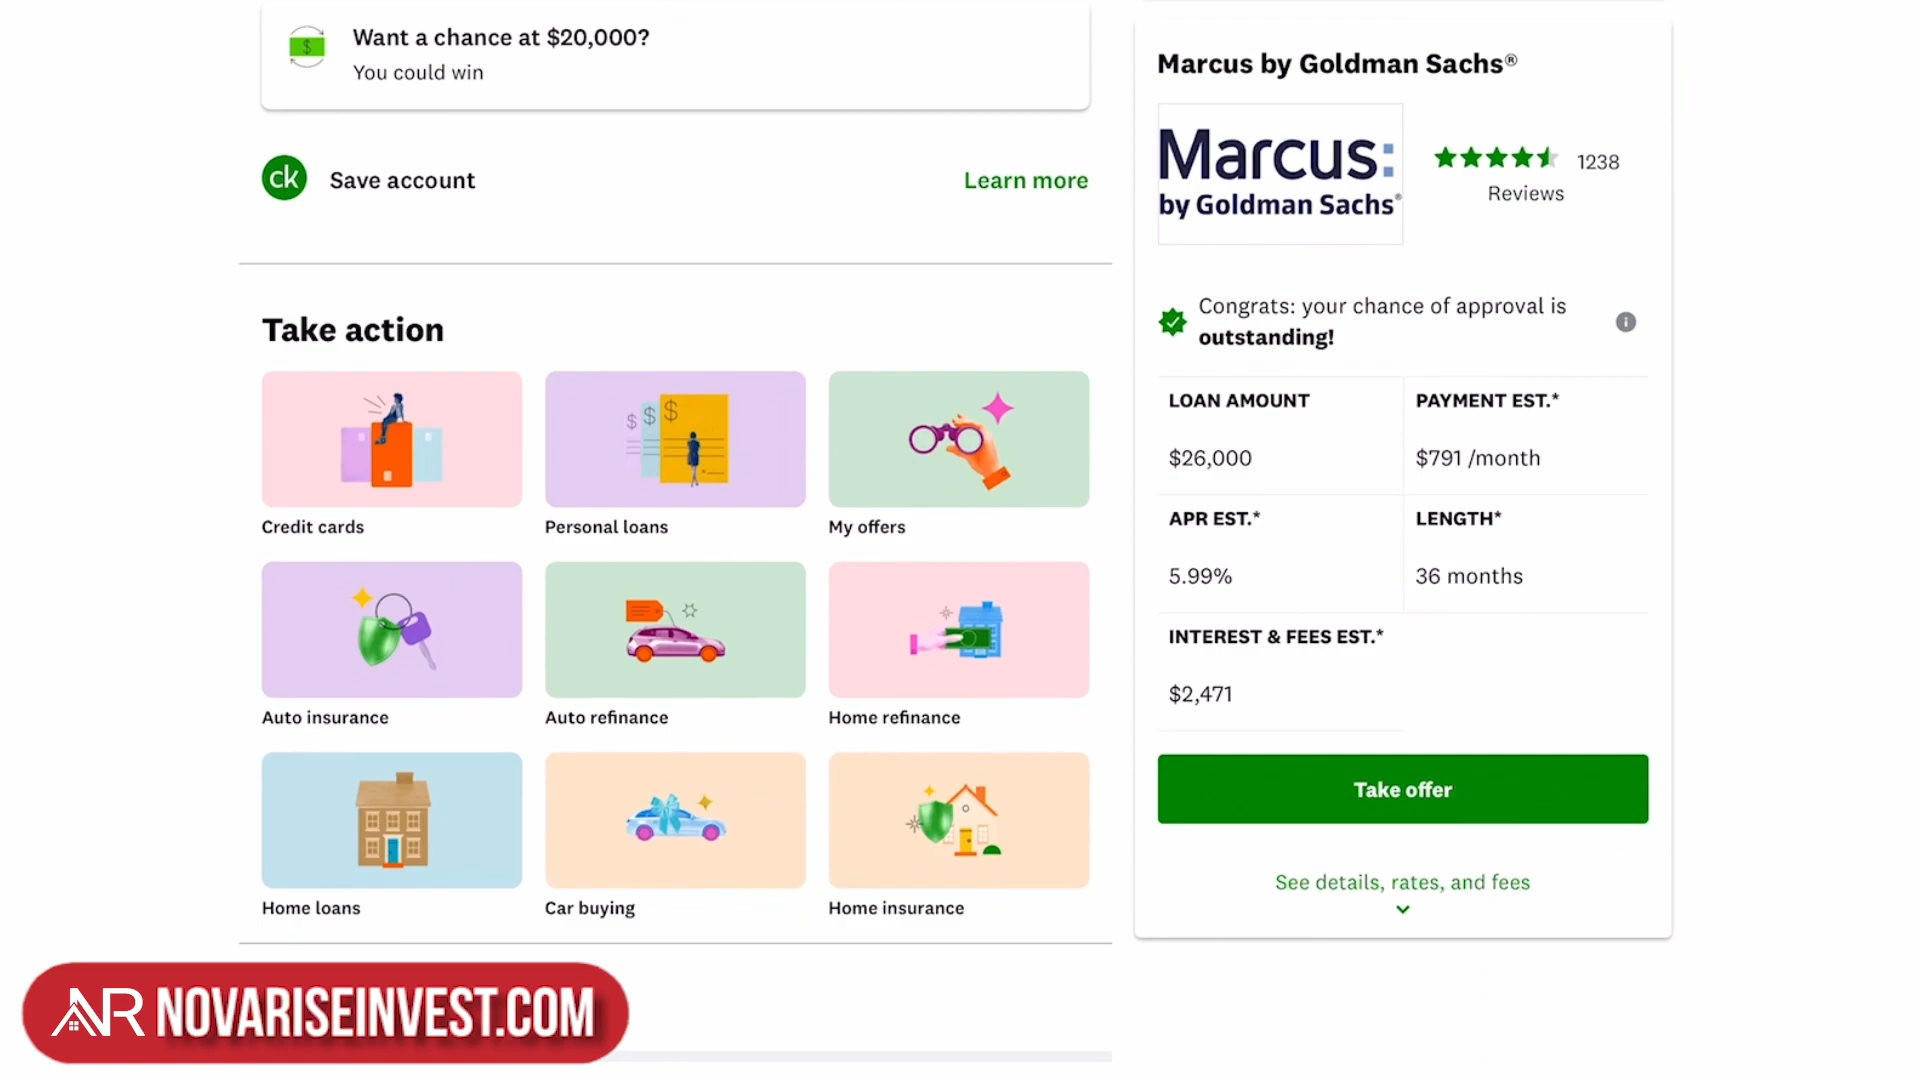 Want a chance at $20,000?
You could win
ck
Save account
Learn more
Take action
$ $ $
Credit cards
Personal loans
My offers
Auto insurance
Auto refinance
Home refinance
Home loans
Car buying
Home insurance
Marcus by Goldman Sachs®
Marcus:
by Goldman Sachs®
1238
Reviews
Congrats: your chance of approval is
outstanding!
LOAN AMOUNT
$26,000
PAYMENT EST.*
$791 /month
APR EST.*
5.99%
LENGTH*
36 months
INTEREST & FEES EST.*
$2,471
Take offer
See details, rates, and fees
NR NOVARISEINVEST.COM